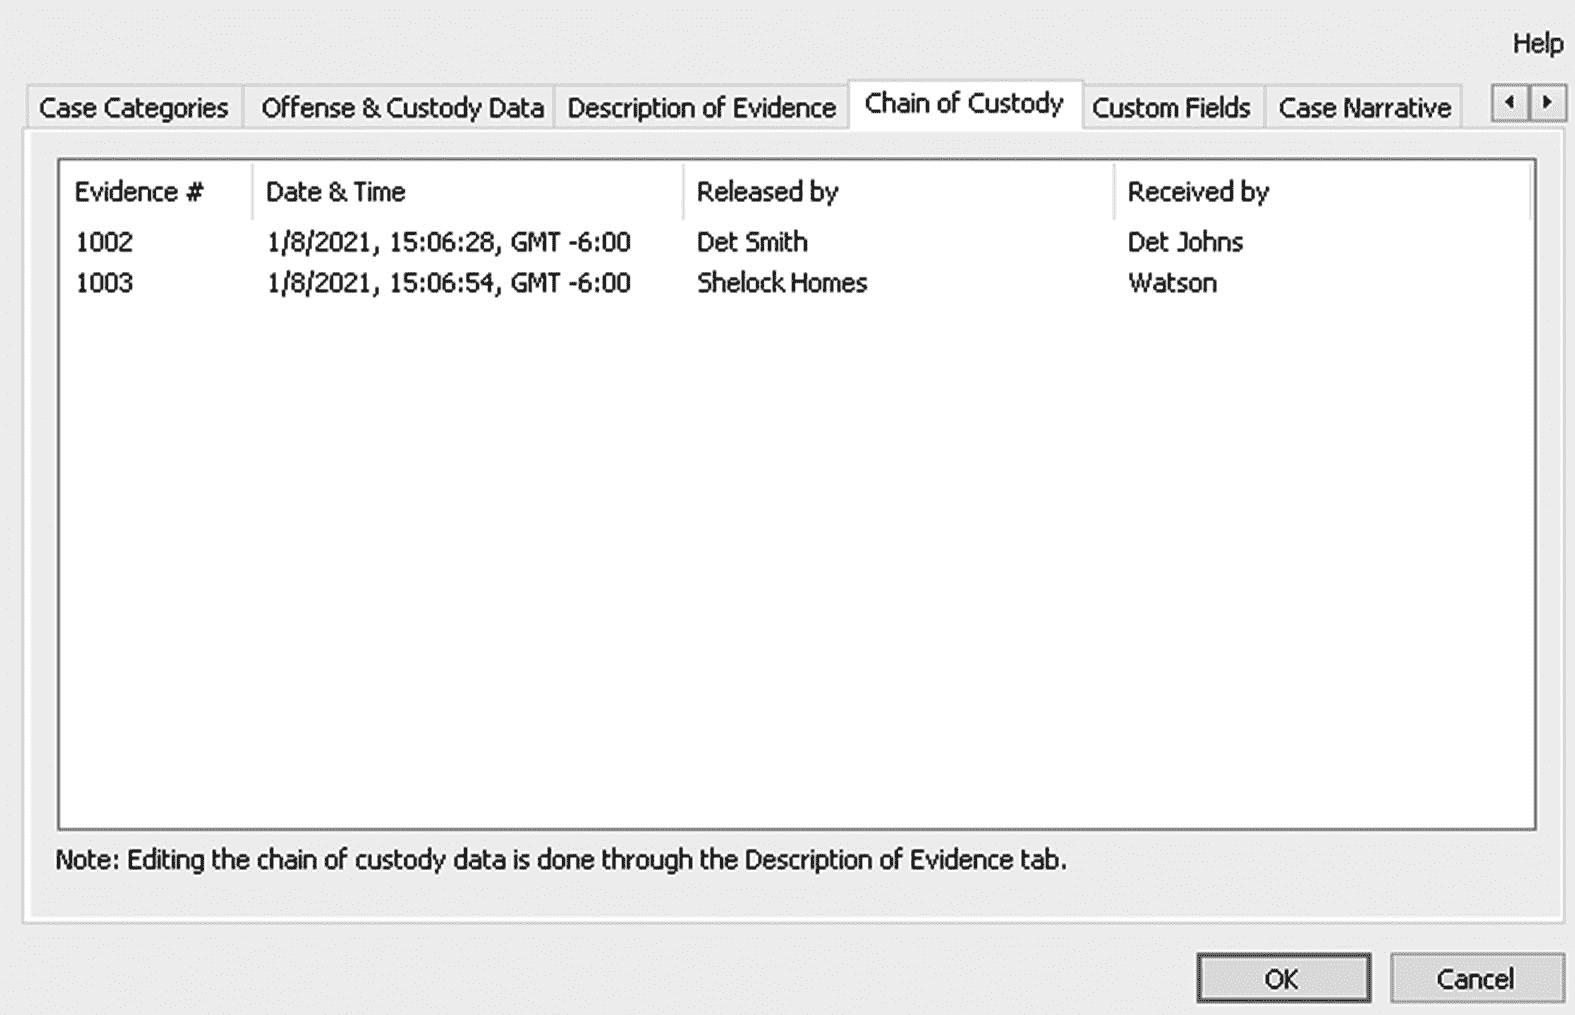 Help
Case Categories Offense & Custody Data Description of Evidence Chain of Custody Custom Fields Case Narrative
Evidence # Date & Time Released by Received by
1002 1/8/2021, 15:06:28, GMT -6:00 Det Smith Det Johns
1003 1/8/2021, 15:06:54, GMT -6:00 Shelock Homes Watson
Note: Editing the chain of custody data is done through the Description of Evidence tab.
OK Cancel